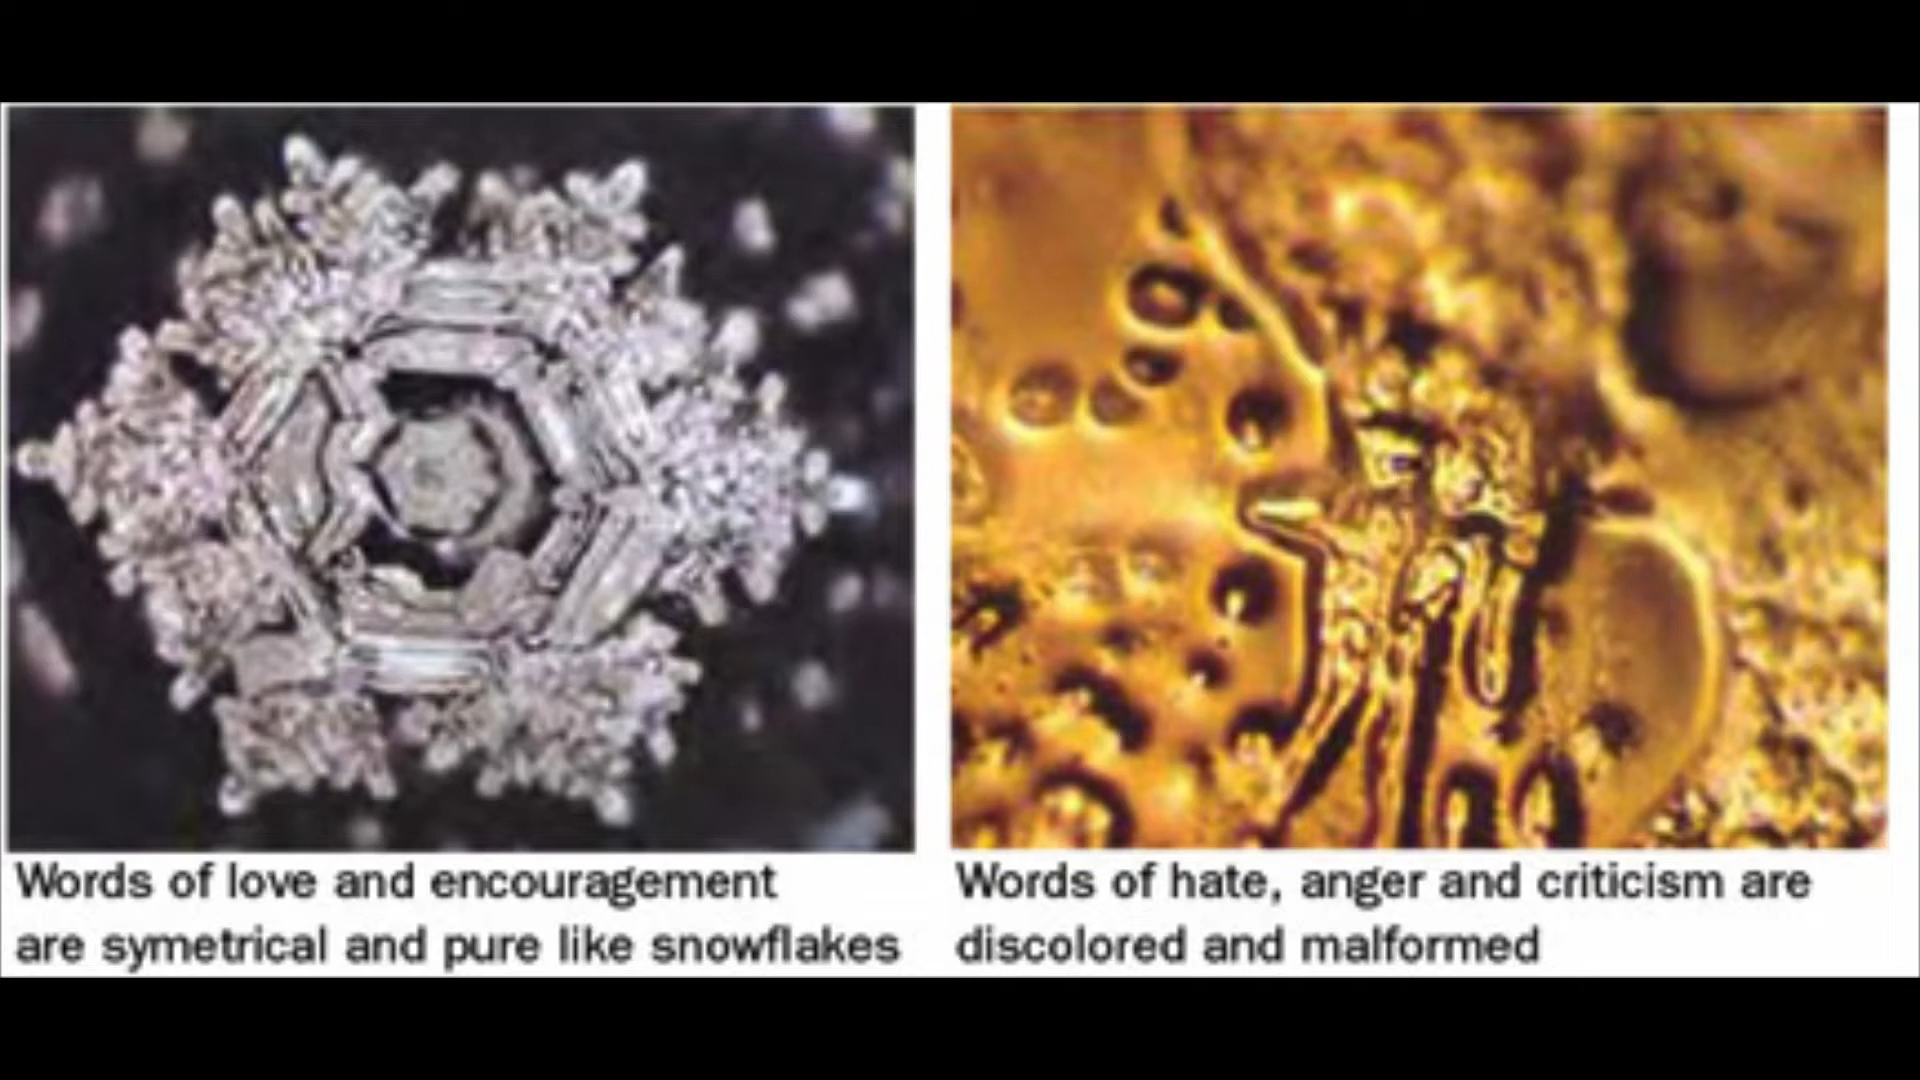 Words of love and encouragement
are symetrical and pure like snowflakes
Words of hate, anger and criticism are
discolored and malformed